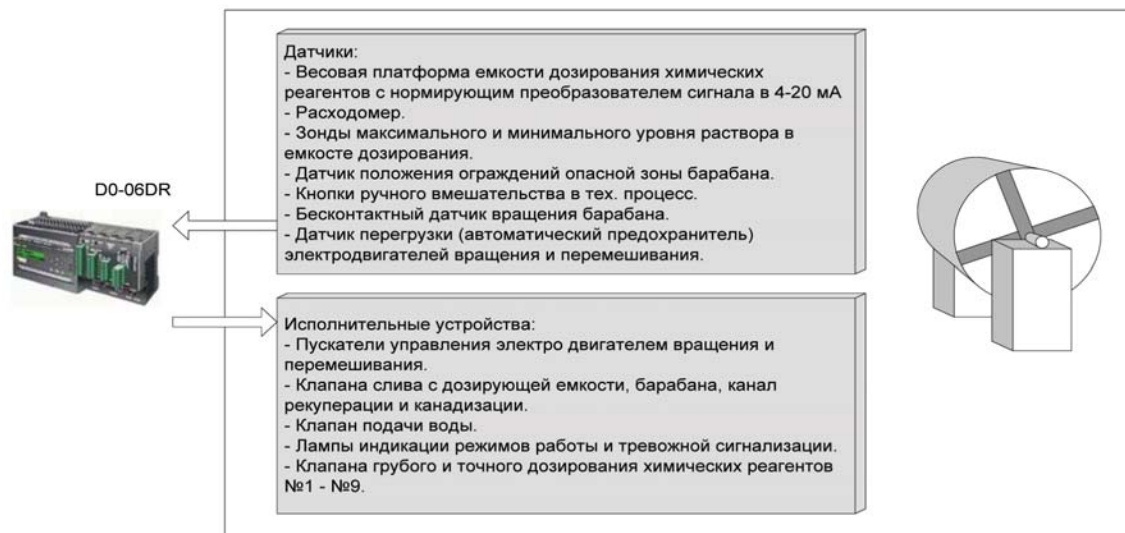 Датчики:
- Весовая платформа емкости дозирования химических
реагентов с нормирующим преобразователем сигнала в 4-20 мА
- Расходомер.
- Зонды максимального и минимального уровня раствора в
емкосте дозирования.
- Датчик положения ограждений опасной зоны барабана.
- Кнопки ручного вмешательства в тех. процесс.
- Бесконтактный датчик вращения барабана.
- Датчик перегрузки (автоматический предохранитель)
электродвигателей вращения и перемешивания.
D0-06DR
Исполнительные устройства:
- Пускатели управления электро двигателем вращения и
перемешивания.
- Клапана слива с дозирующей емкости, барабана, канал
рекуперации и канадизации.
- Клапан подачи воды.
- Лампы индикации режимов работы и тревожной сигнализации.
- Клапана грубого и точного дозирования химических реагентов
№1 - №9.